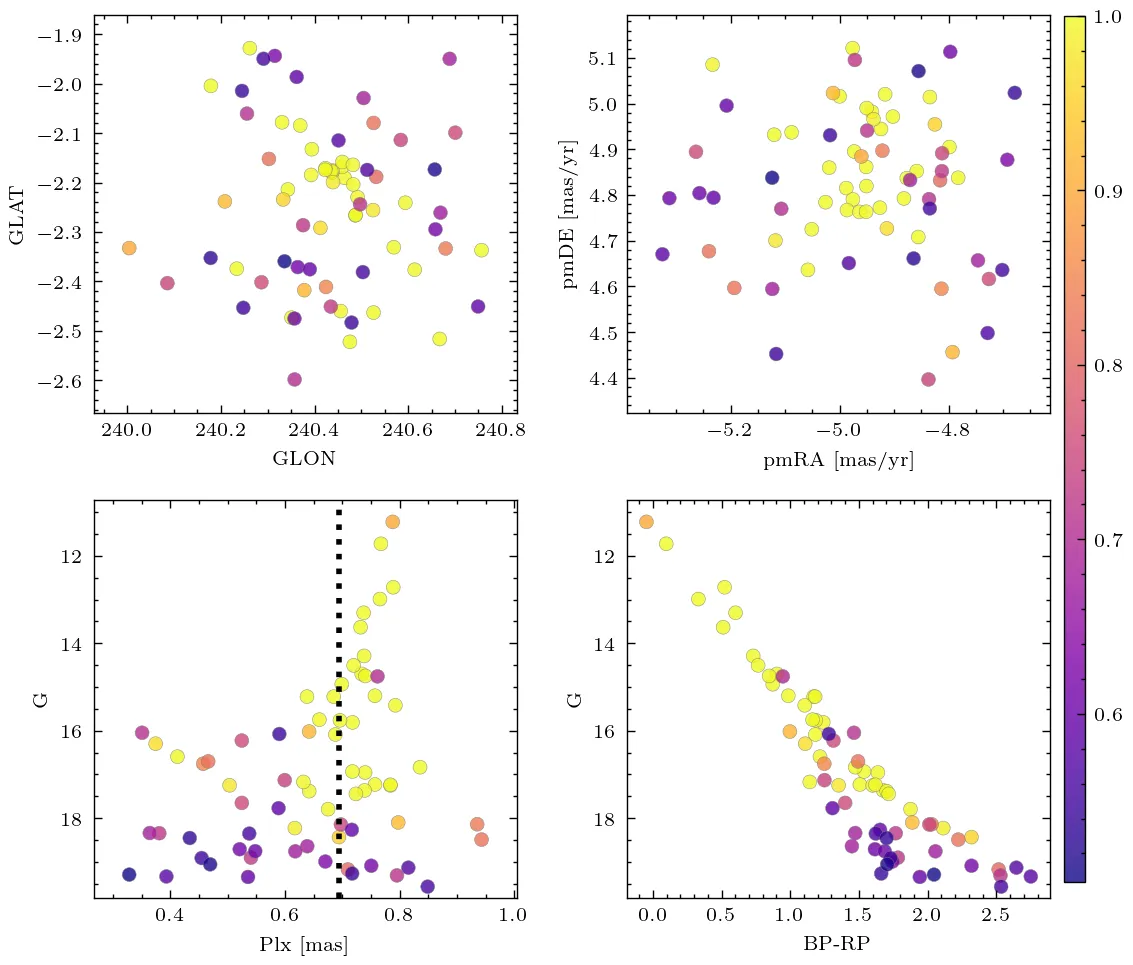 −1.9
−2.0
−2.1
−2.2
−2.3
−2.4
−2.5
−2.6
GLAT
240.0 240.2 240.4 240.6 240.8
GLON
5.1
5.0
4.9
4.8
4.7
4.6
4.5
4.4
pmDE [mas/yr]
−5.2 −5.0 −4.8
pmRA [mas/yr]
12
14
16
18
G
0.4 0.6 0.8 1.0
Plx [mas]
12
14
16
18
G
0.0 0.5 1.0 1.5 2.0 2.5
BP-RP
1.0
0.9
0.8
0.7
0.6